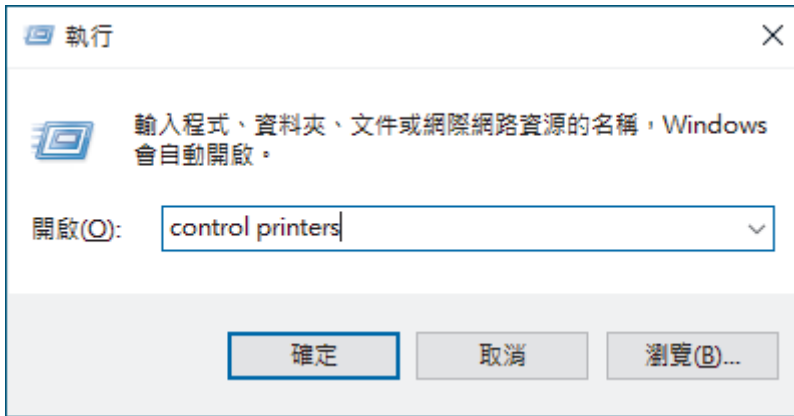 執行
輸入程式、資料夾、文件或網際網路資源的名稱，Windows
會自動開啟。
開啟(O): control printers
確定 取消 瀏覽(B)...